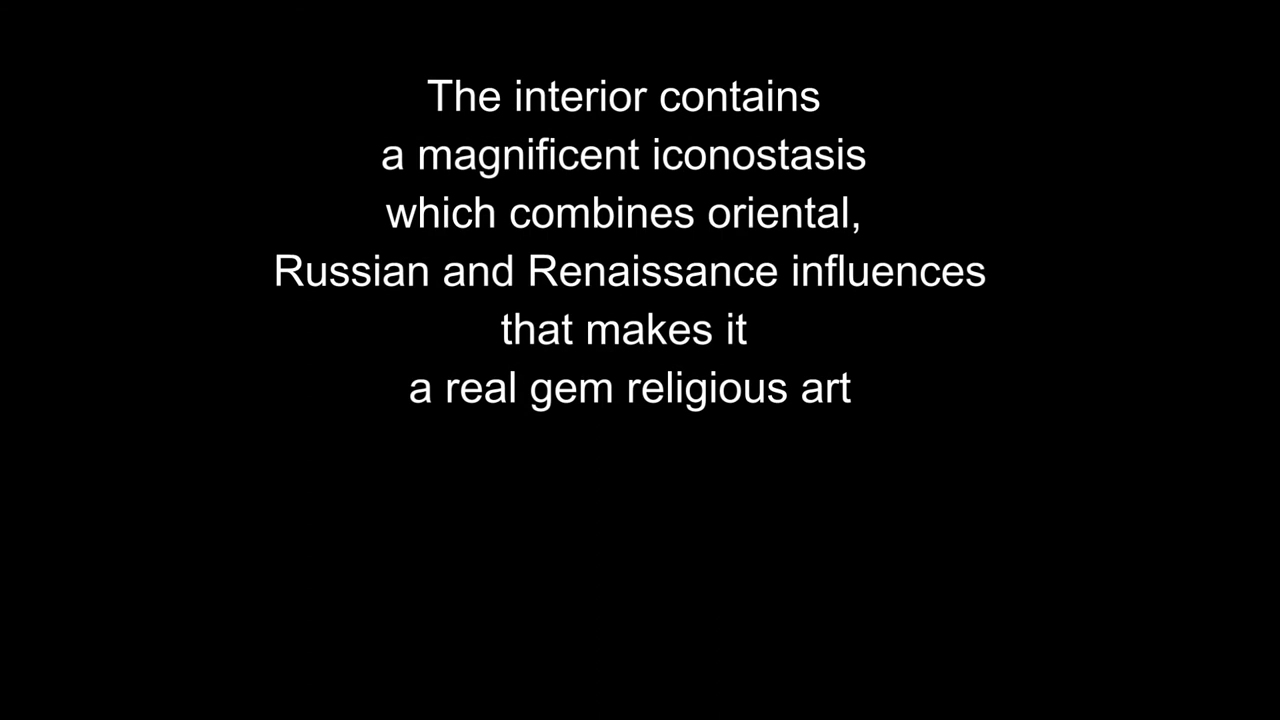 The interior contains
a magnificent iconostasis
which combines oriental,
Russian and Renaissance influences
that makes it
a real gem religious art